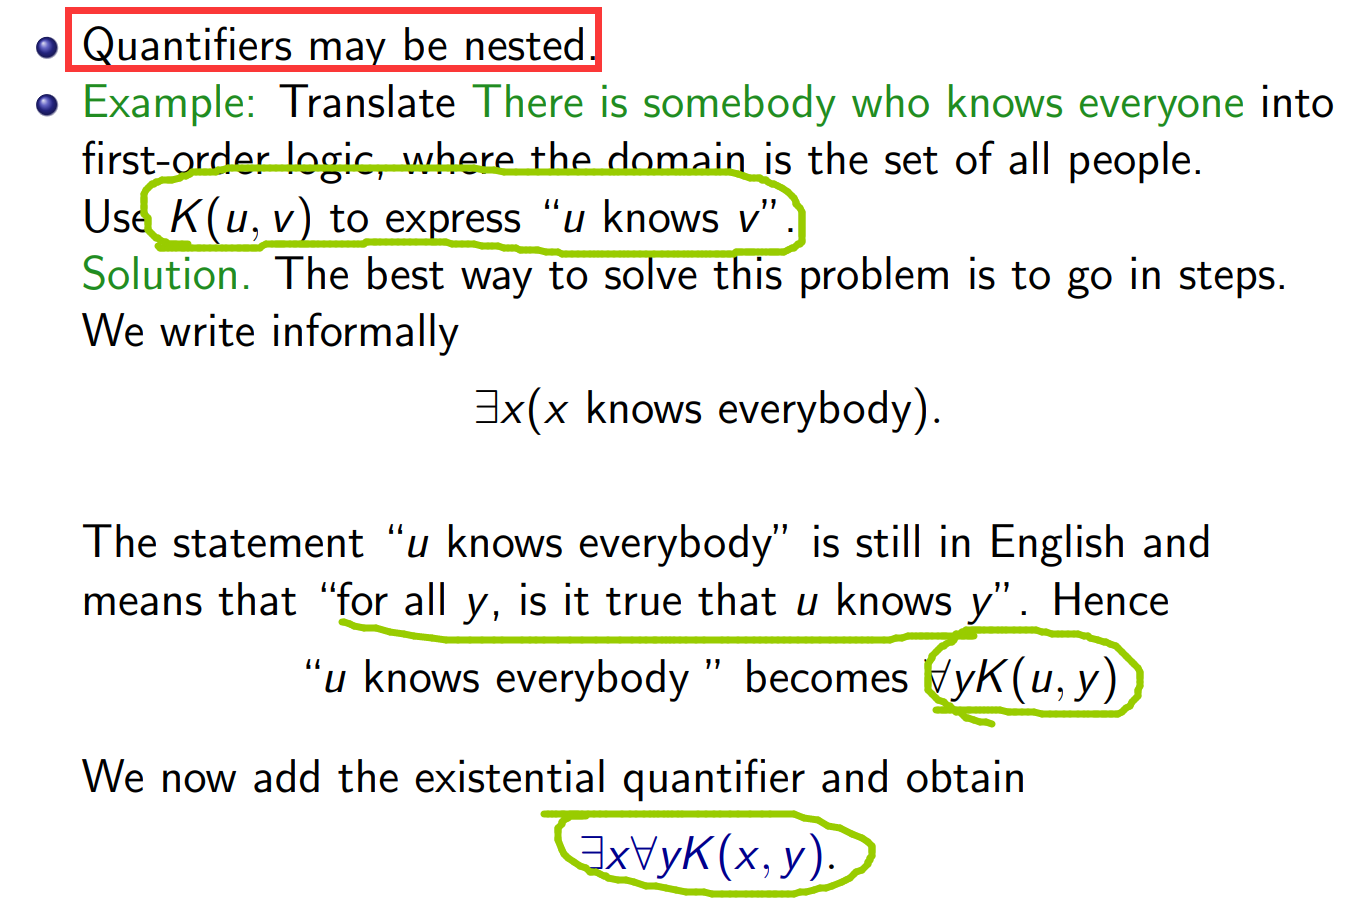 Quantifiers may be nested.
Example: Translate There is somebody who knows everyone into
first-order logic, where the domain is the set of all people.
Use K(u, v) to express “u knows v”.
Solution. The best way to solve this problem is to go in steps.
We write informally
∃x(x knows everybody).
The statement “u knows everybody” is still in English and
means that “for all y, is it true that u knows y”. Hence
“u knows everybody ” becomes ∀yK(u, y)
We now add the existential quantifier and obtain
∃x∀yK(x, y).